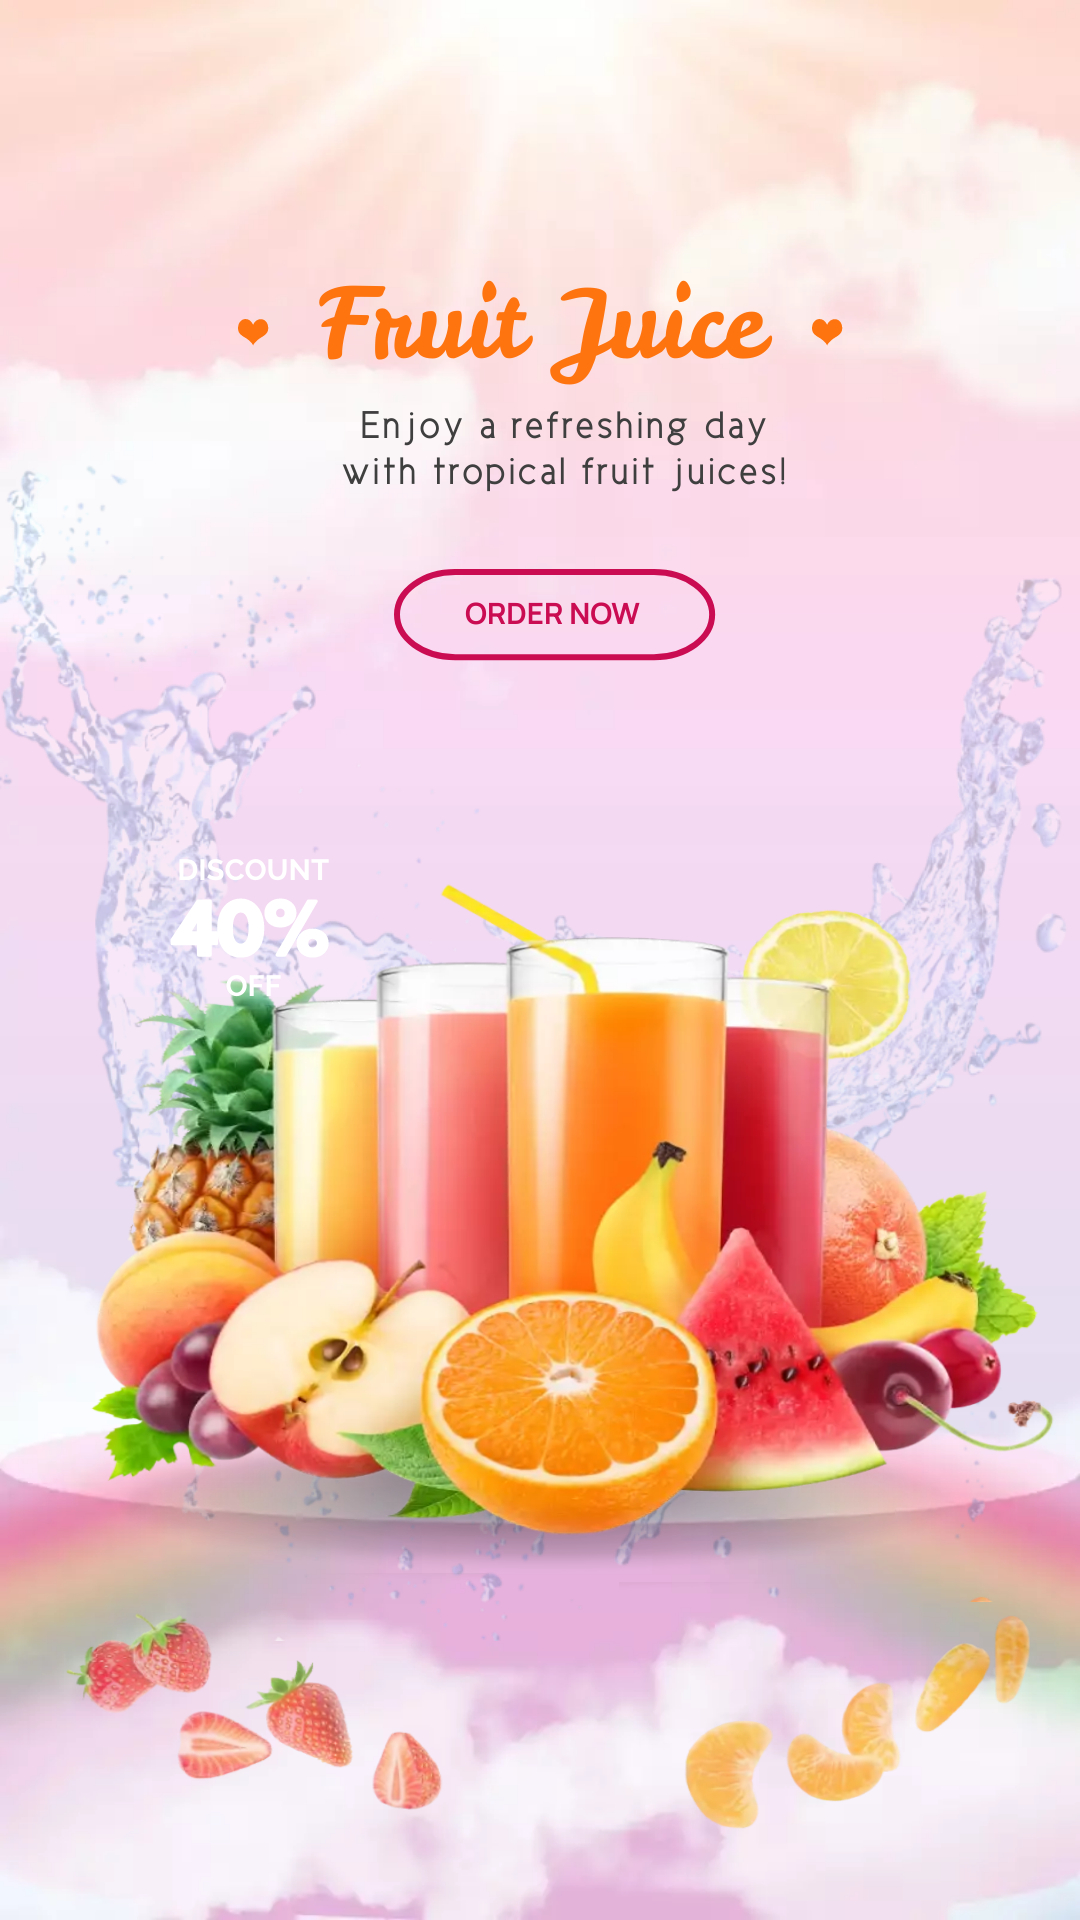 Fruit Juice
Enjoy a refreshing day
with tropical fruit juices!
ORDER NOW
DISCOUNT
40%
OFF